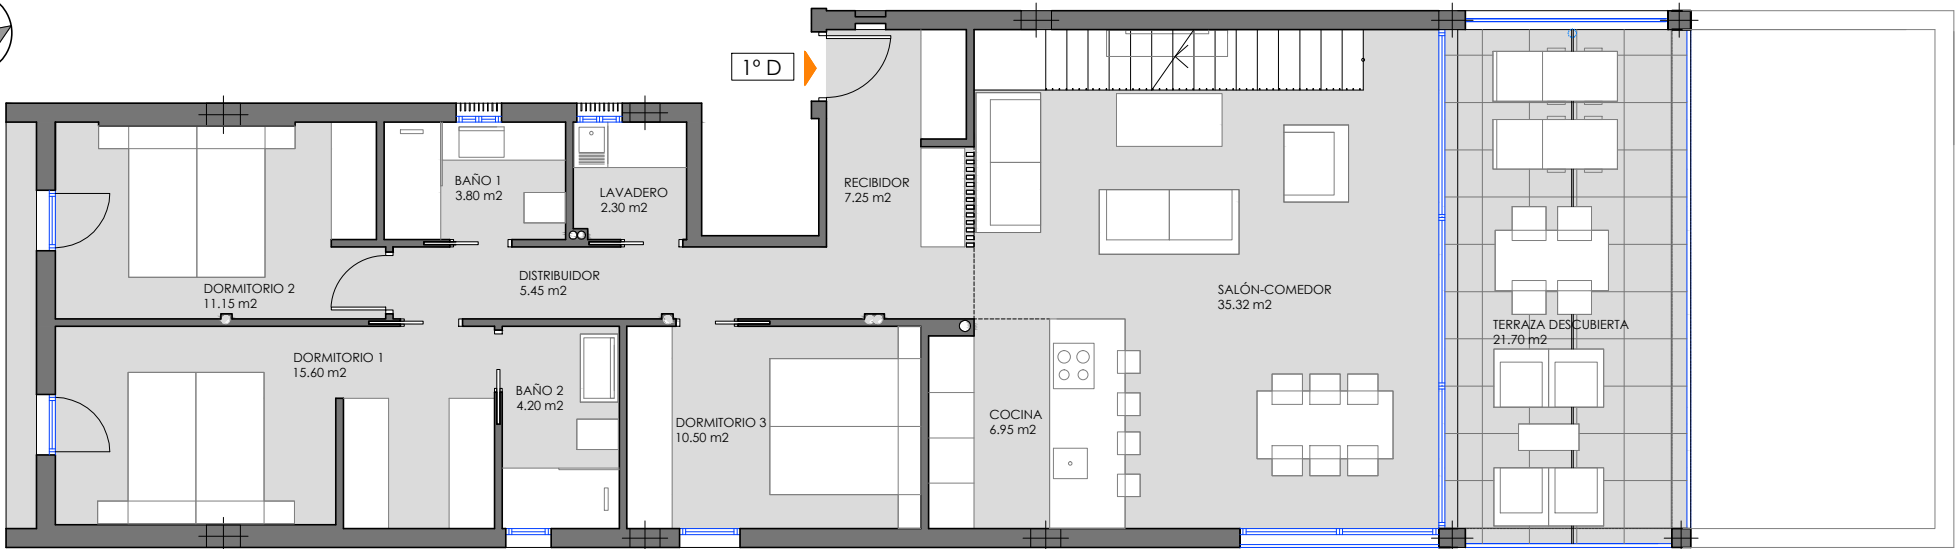 1º D
BAÑO 1
3.80 m2
LAVADERO
2.30 m2
RECIBIDOR
7.25 m2
DISTRIBUIDOR
5.45 m2
DORMITORIO 2
11.15 m2
SALÓN-COMEDOR
35.32 m2
TERRAZA DESCUBIERTA
21.70 m2
DORMITORIO 1
15.60 m2
BAÑO 2
4.20 m2
DORMITORIO 3
10.50 m2
COCINA
6.95 m2